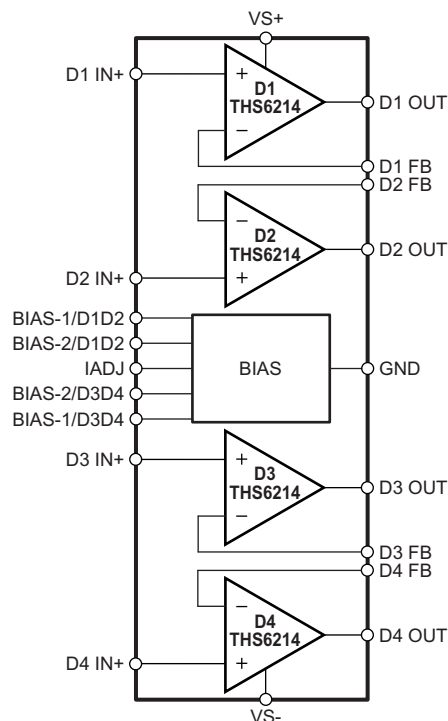 VS+
D1 IN+
+
D1
THS6214
−
D1 OUT
D1 FB
D2 FB
−
D2
THS6214
+
D2 OUT
D2 IN+
BIAS-1/D1D2
BIAS-2/D1D2
IADJ
BIAS-2/D3D4
BIAS-1/D3D4
BIAS
GND
D3 IN+
+
D3
THS6214
−
D3 OUT
D3 FB
D4 FB
−
D4
THS6214
+
D4 OUT
D4 IN+
VS-